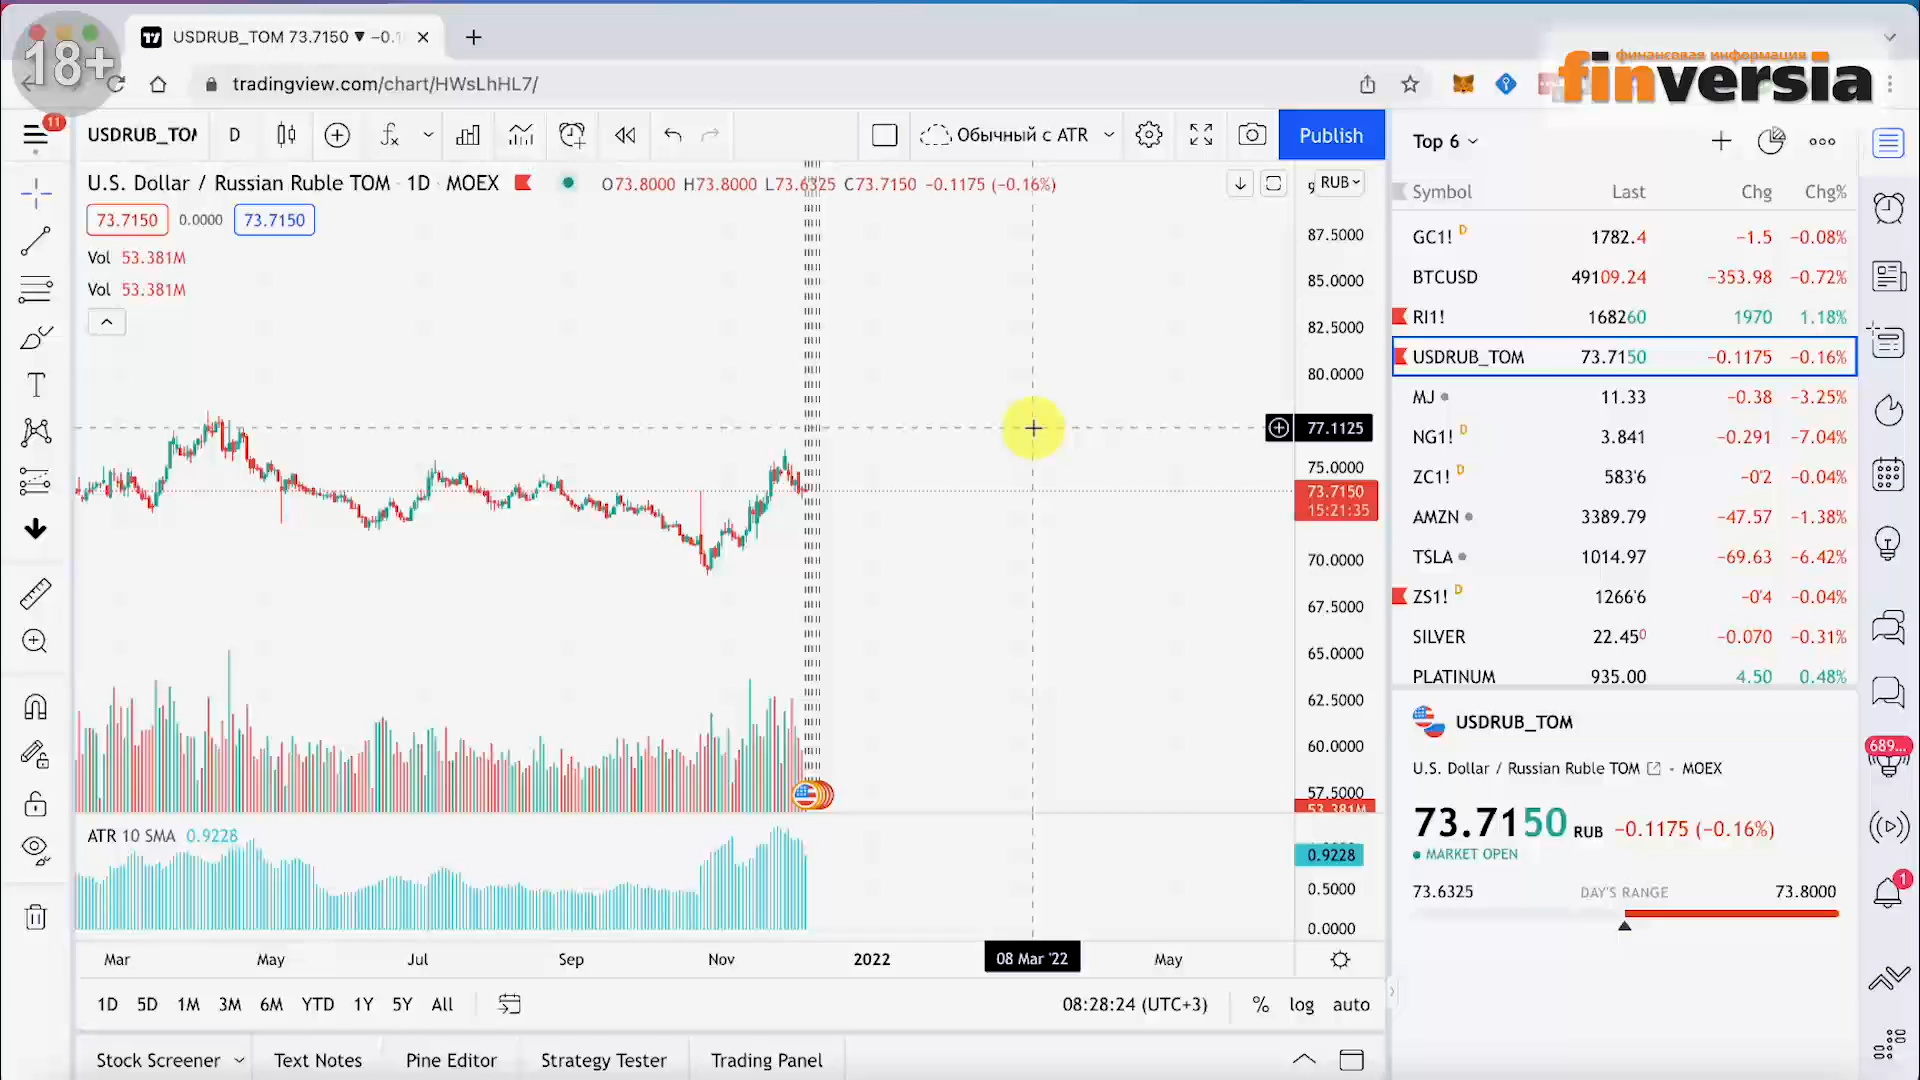 18+
USDRUB_TOM 73.7150 ▼ −0.1
tradingview.com/chart/HWsLhHL7/
финансовая информация
finversia
11
USDRUB_TOM
D
Обычный с ATR
Publish
Top 6
U.S. Dollar / Russian Ruble TOM 1D MOEX
O73.8000 H73.8000 L73.6325 C73.7150 −0.1175 (−0.16%)
RUB
73.7150 0.0000 73.7150
Vol 53.381M
Vol 53.381M
87.5000
85.0000
82.5000
80.0000
77.1125
75.0000
73.7150
15:21:35
70.0000
67.5000
65.0000
62.5000
60.0000
57.5000
53.381M
ATR 10 SMA 0.9228
0.9228
0.5000
0.0000
Mar May Jul Sep Nov 2022 08 Mar '22 May
1D 5D 1M 3M 6M YTD 1Y 5Y All
08:28:24 (UTC+3) % log auto
Stock Screener Text Notes Pine Editor Strategy Tester Trading Panel
Symbol Last Chg Chg%
GC1! D 1782.4 −1.5 −0.08%
BTCUSD 49109.24 −353.98 −0.72%
RI1! 168260 1970 1.18%
USDRUB_TOM 73.7150 −0.1175 −0.16%
MJ 11.33 −0.38 −3.25%
NG1! D 3.841 −0.291 −7.04%
ZC1! D 583'6 −0'2 −0.04%
AMZN 3389.79 −47.57 −1.38%
TSLA 1014.97 −69.63 −6.42%
ZS1! D 1266'6 −0'4 −0.04%
SILVER 22.450 −0.070 −0.31%
PLATINUM 935.00 4.50 0.48%
USDRUB_TOM
U.S. Dollar / Russian Ruble TOM MOEX
73.7150 RUB −0.1175 (−0.16%)
MARKET OPEN
73.6325 DAY'S RANGE 73.8000
689...
1